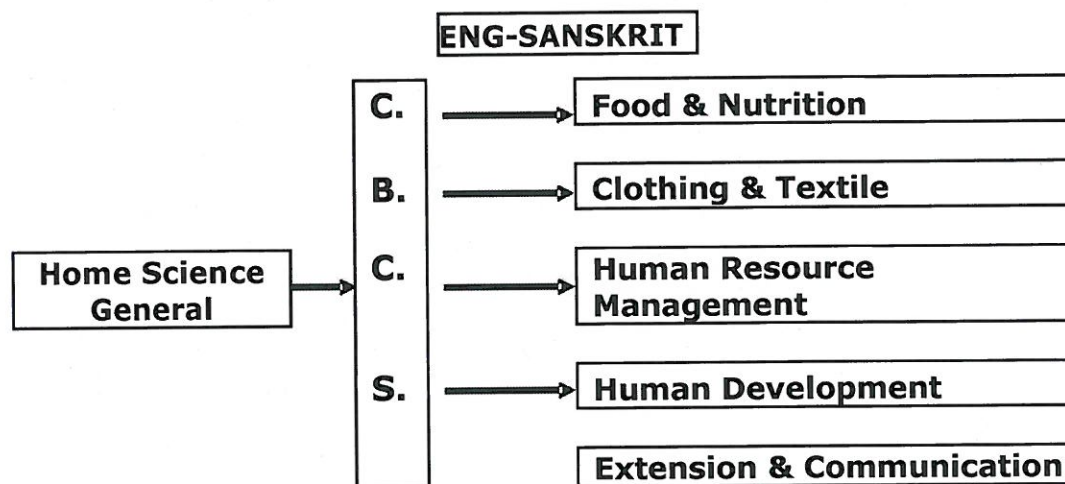 ENG-SANSKRIT
C.
Food & Nutrition
B.
Clothing & Textile
Home Science
General
C.
Human Resource
Management
S.
Human Development
Extension & Communication